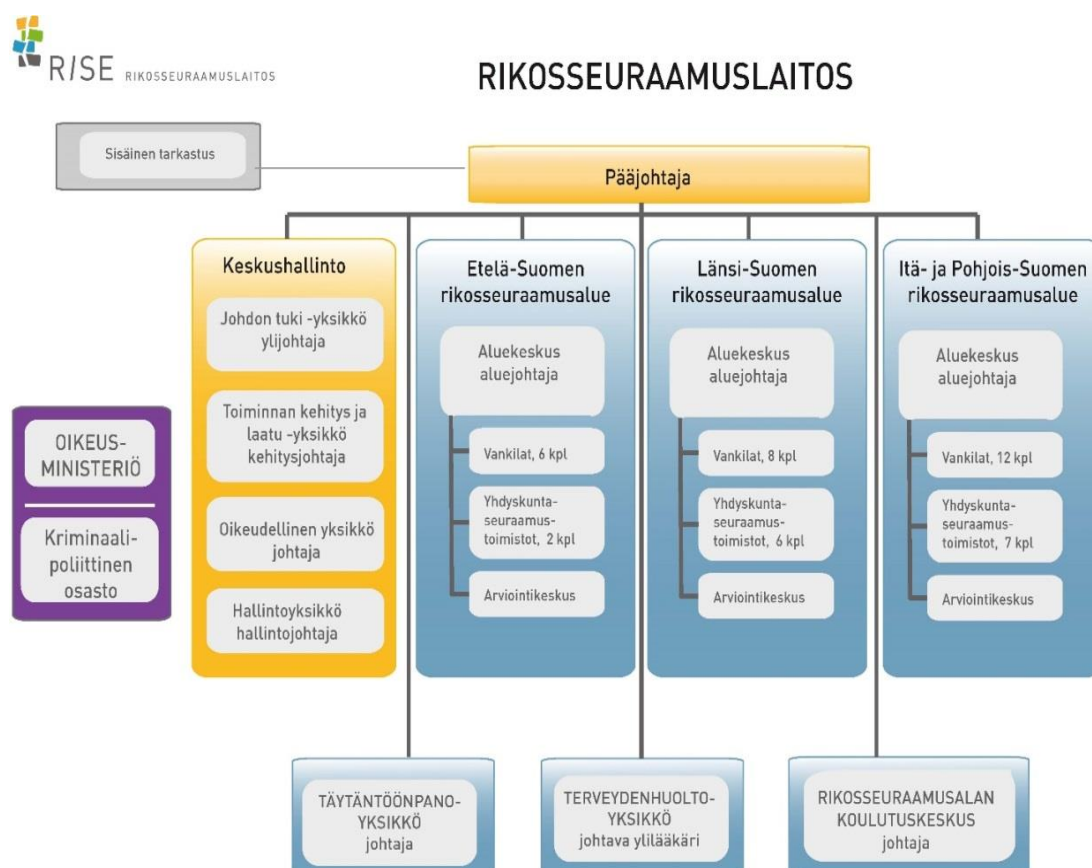 R/SE RIKOSSEURAAMUSLAITOS
RIKOSSEURAAMUSLAITOS
Sisäinen tarkastus
Pääjohtaja
Keskushallinto
Johdon tuki -yksikkö
ylijohtaja
Toiminnan kehitys ja
laatu -yksikkö
kehitysjohtaja
Oikeudellinen yksikkö
johtaja
Hallintoyksikkö
hallintojohtaja
Etelä-Suomen
rikosseuraamusalue
Aluekeskus
aluejohtaja
Vankilat, 6 kpl
Yhdyskunta-
seuraamus-
toimistot, 2 kpl
Arviointikeskus
Länsi-Suomen
rikosseuraamusalue
Aluekeskus
aluejohtaja
Vankilat, 8 kpl
Yhdyskunta-
seuraamus-
toimistot, 6 kpl
Arviointikeskus
Itä- ja Pohjois-Suomen
rikosseuraamusalue
Aluekeskus
aluejohtaja
Vankilat, 12 kpl
Yhdyskunta-
seuraamus-
toimistot, 7 kpl
Arviointikeskus
OIKEUS-
MINISTERIÖ
Kriminaali-
poliittinen
osasto
TÄYTÄNTÖÖNPANO-
YKSIKKÖ
johtaja
TERVEYDENHUOLTO-
YKSIKKÖ
johtava ylilääkäri
RIKOSSEURAAMUSALAN
KOULUTUSKESKUS
johtaja